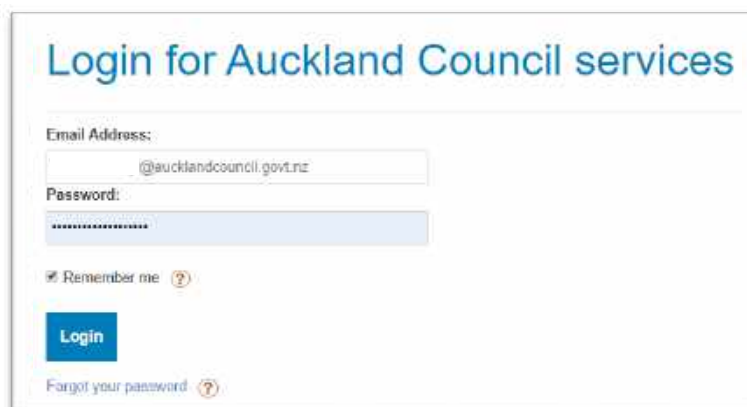 Login for Auckland Council services
Email Address:
@aucklandcouncil.govt.nz
Password:
•••••••••••••••••••
Remember me ?
Login
Forgot your password ?